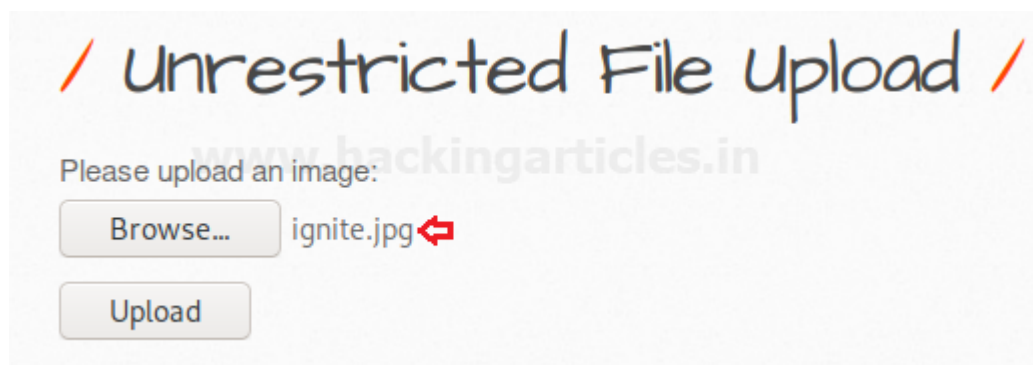 / Unrestricted File Upload /
www.hackingarticles.in
Please upload an image:
Browse... ignite.jpg
Upload